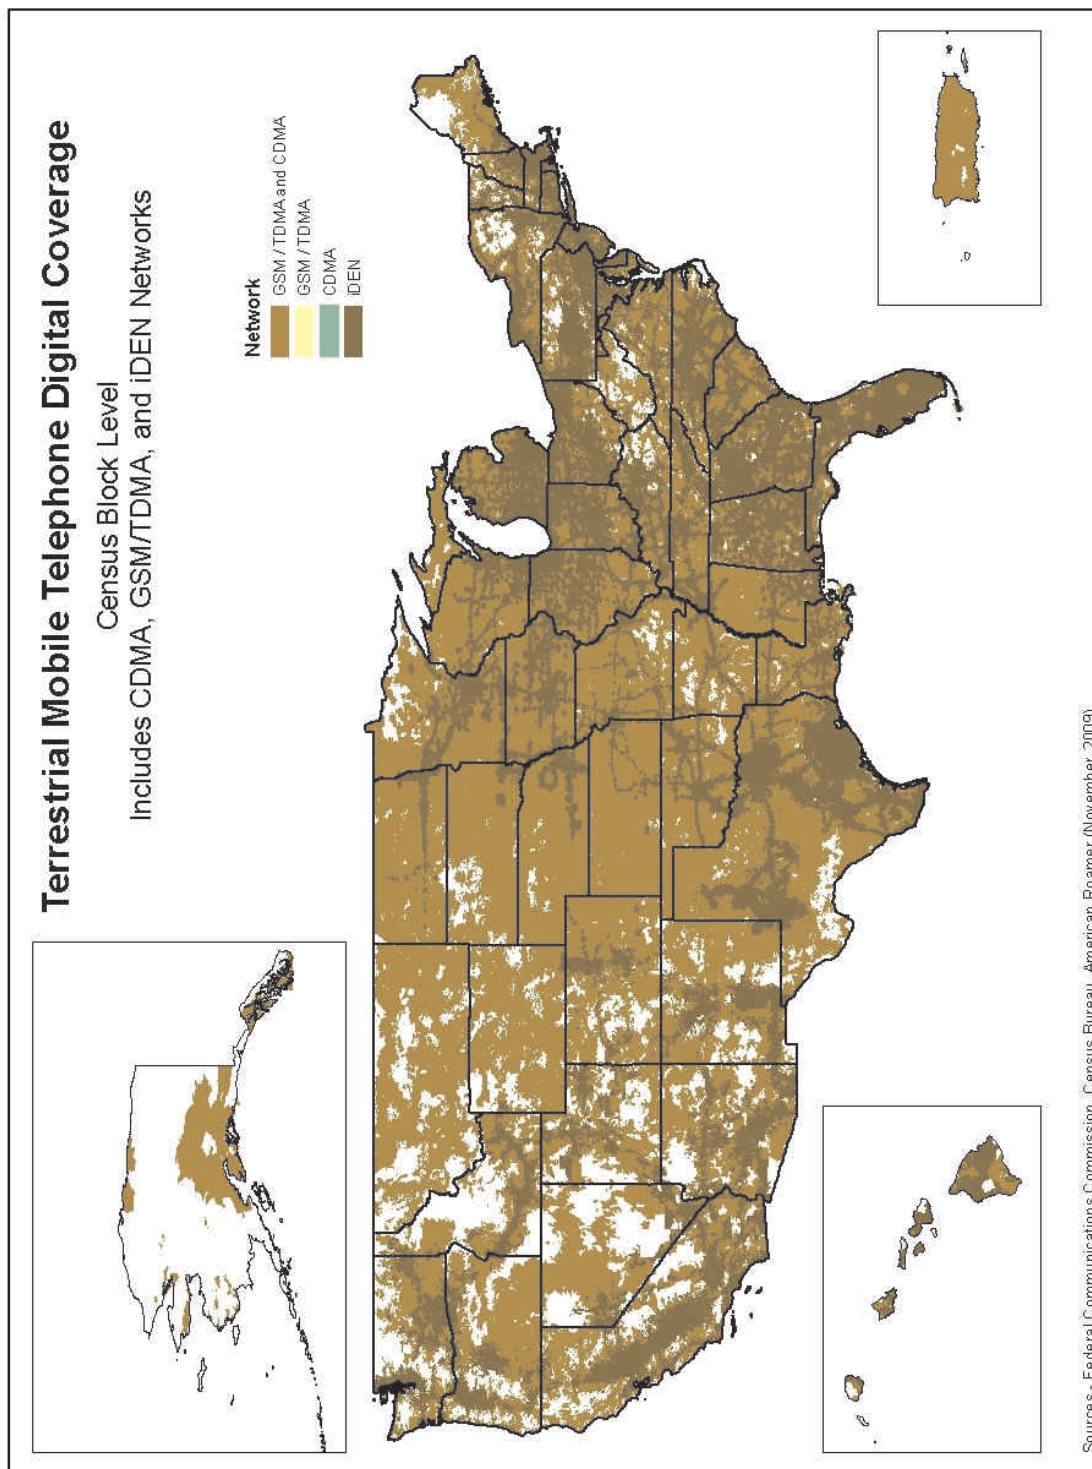 Terrestrial Mobile Telephone Digital Coverage
Census Block Level
Includes CDMA, GSM/TDMA, and iDEN Networks
Network
GSM / TDMA and CDMA
GSM / TDMA
CDMA
iDEN
Sources - Federal Communications Commission, Census Bureau, American Roamer (November, 2009)